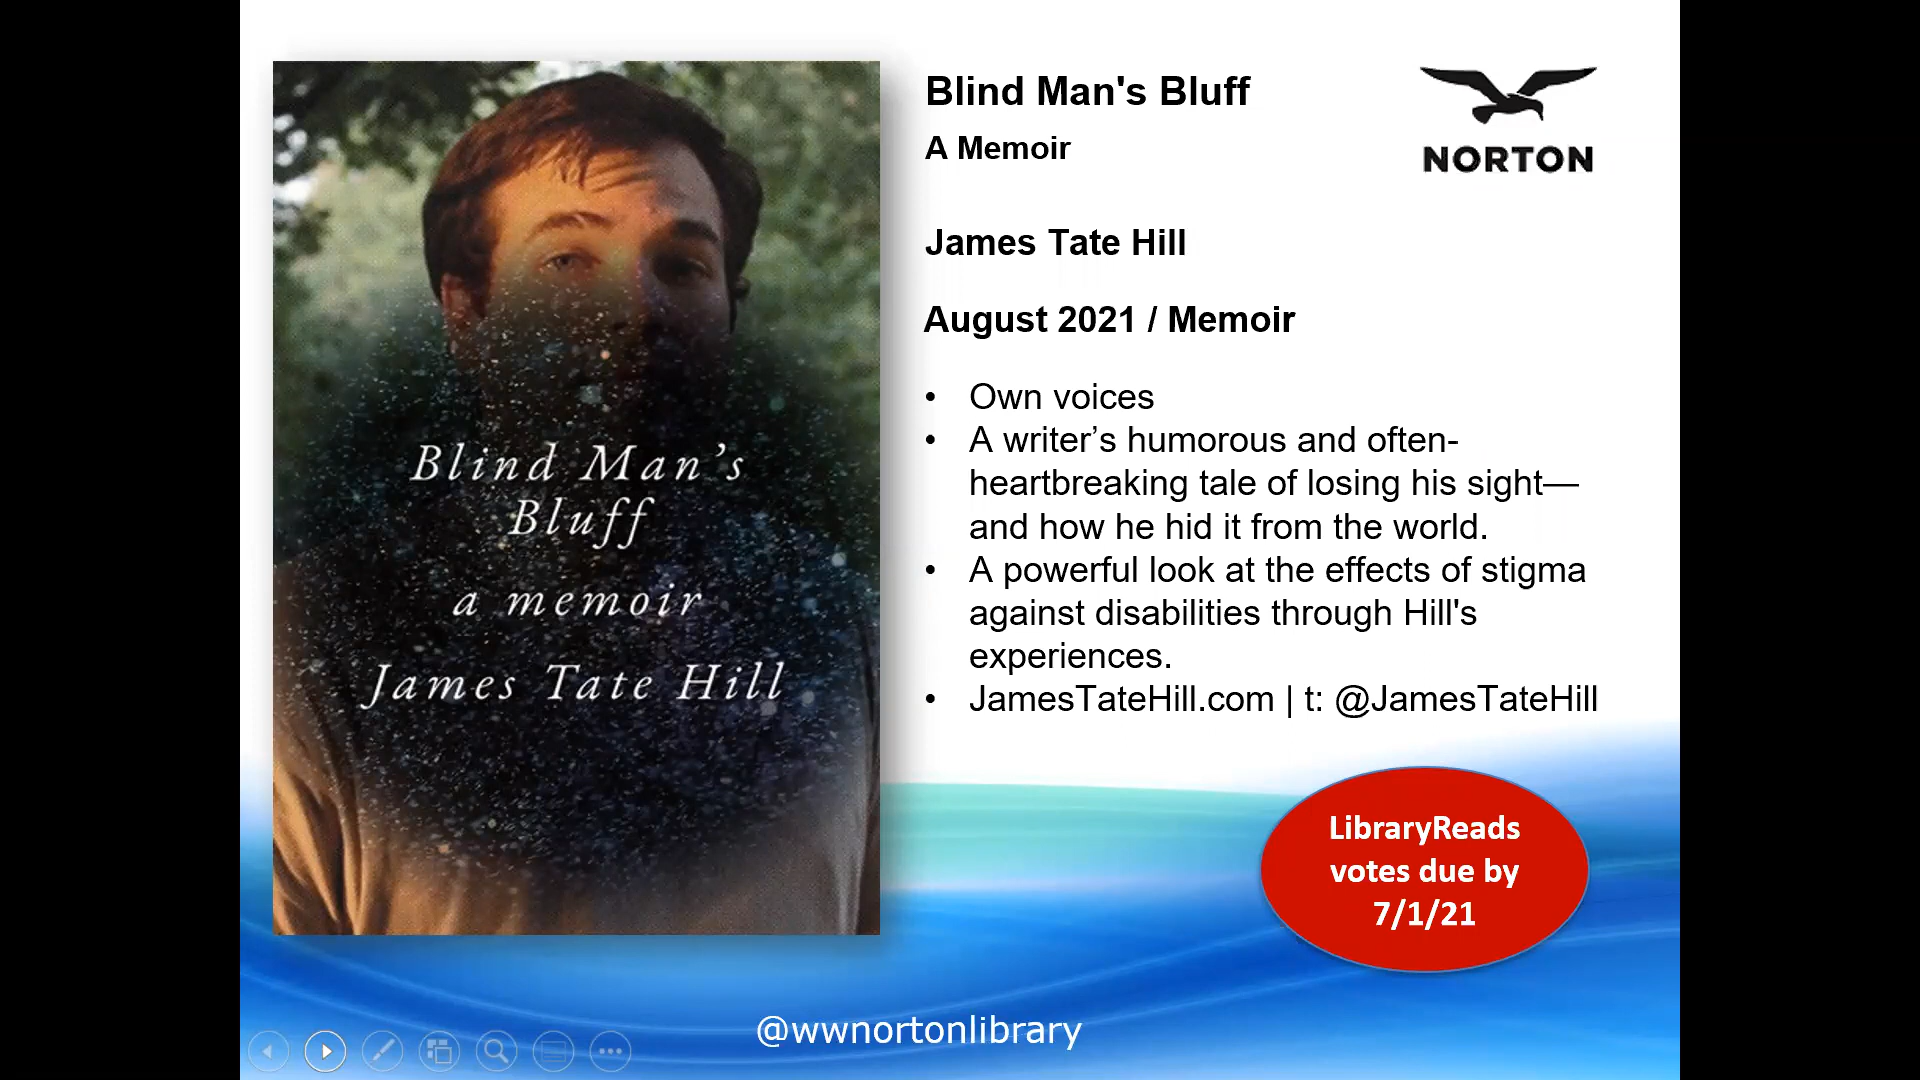 Blind Man's
Bluff
a memoir
James Tate Hill
Blind Man's Bluff
A Memoir
NORTON
James Tate Hill
August 2021 / Memoir
• Own voices
• A writer’s humorous and often-
heartbreaking tale of losing his sight—
and how he hid it from the world.
• A powerful look at the effects of stigma
against disabilities through Hill's
experiences.
• JamesTateHill.com | t: @JamesTateHill
LibraryReads
votes due by
7/1/21
@wwnortonlibrary